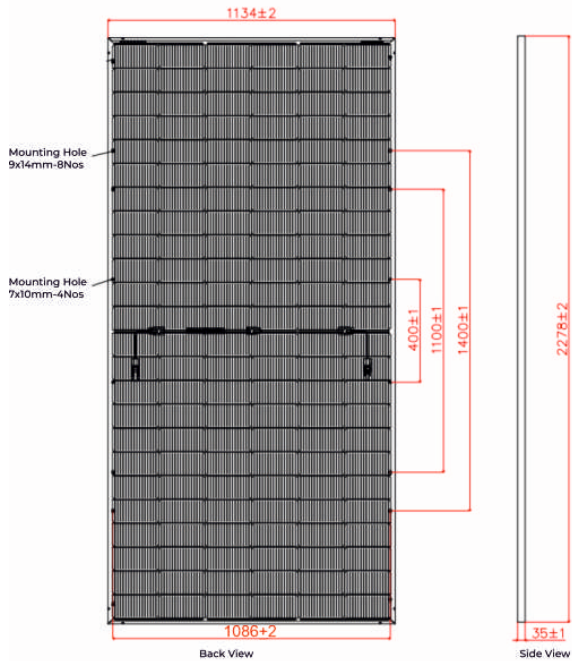 1134±2
Mounting Hole
9x14mm-8Nos
Mounting Hole
7x10mm-4Nos
400±1
1100±1
1400±1
2278±2
1086+2
35±1
Back View
Side View